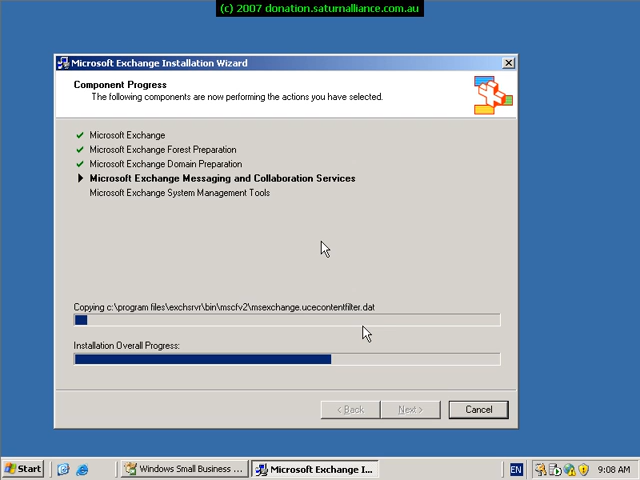 (c) 2007 donation.saturnalliance.com.au
Microsoft Exchange Installation Wizard
Component Progress
The following components are now performing the actions you have selected.
Microsoft Exchange
Microsoft Exchange Forest Preparation
Microsoft Exchange Domain Preparation
Microsoft Exchange Messaging and Collaboration Services
Microsoft Exchange System Management Tools
Copying c:\program files\exchsrvr\bin\mscfv2\msexchange.ucecontentfilter.dat
Installation Overall Progress:
< Back Next > Cancel
Start Windows Small Business ... Microsoft Exchange I... EN 9:08 AM